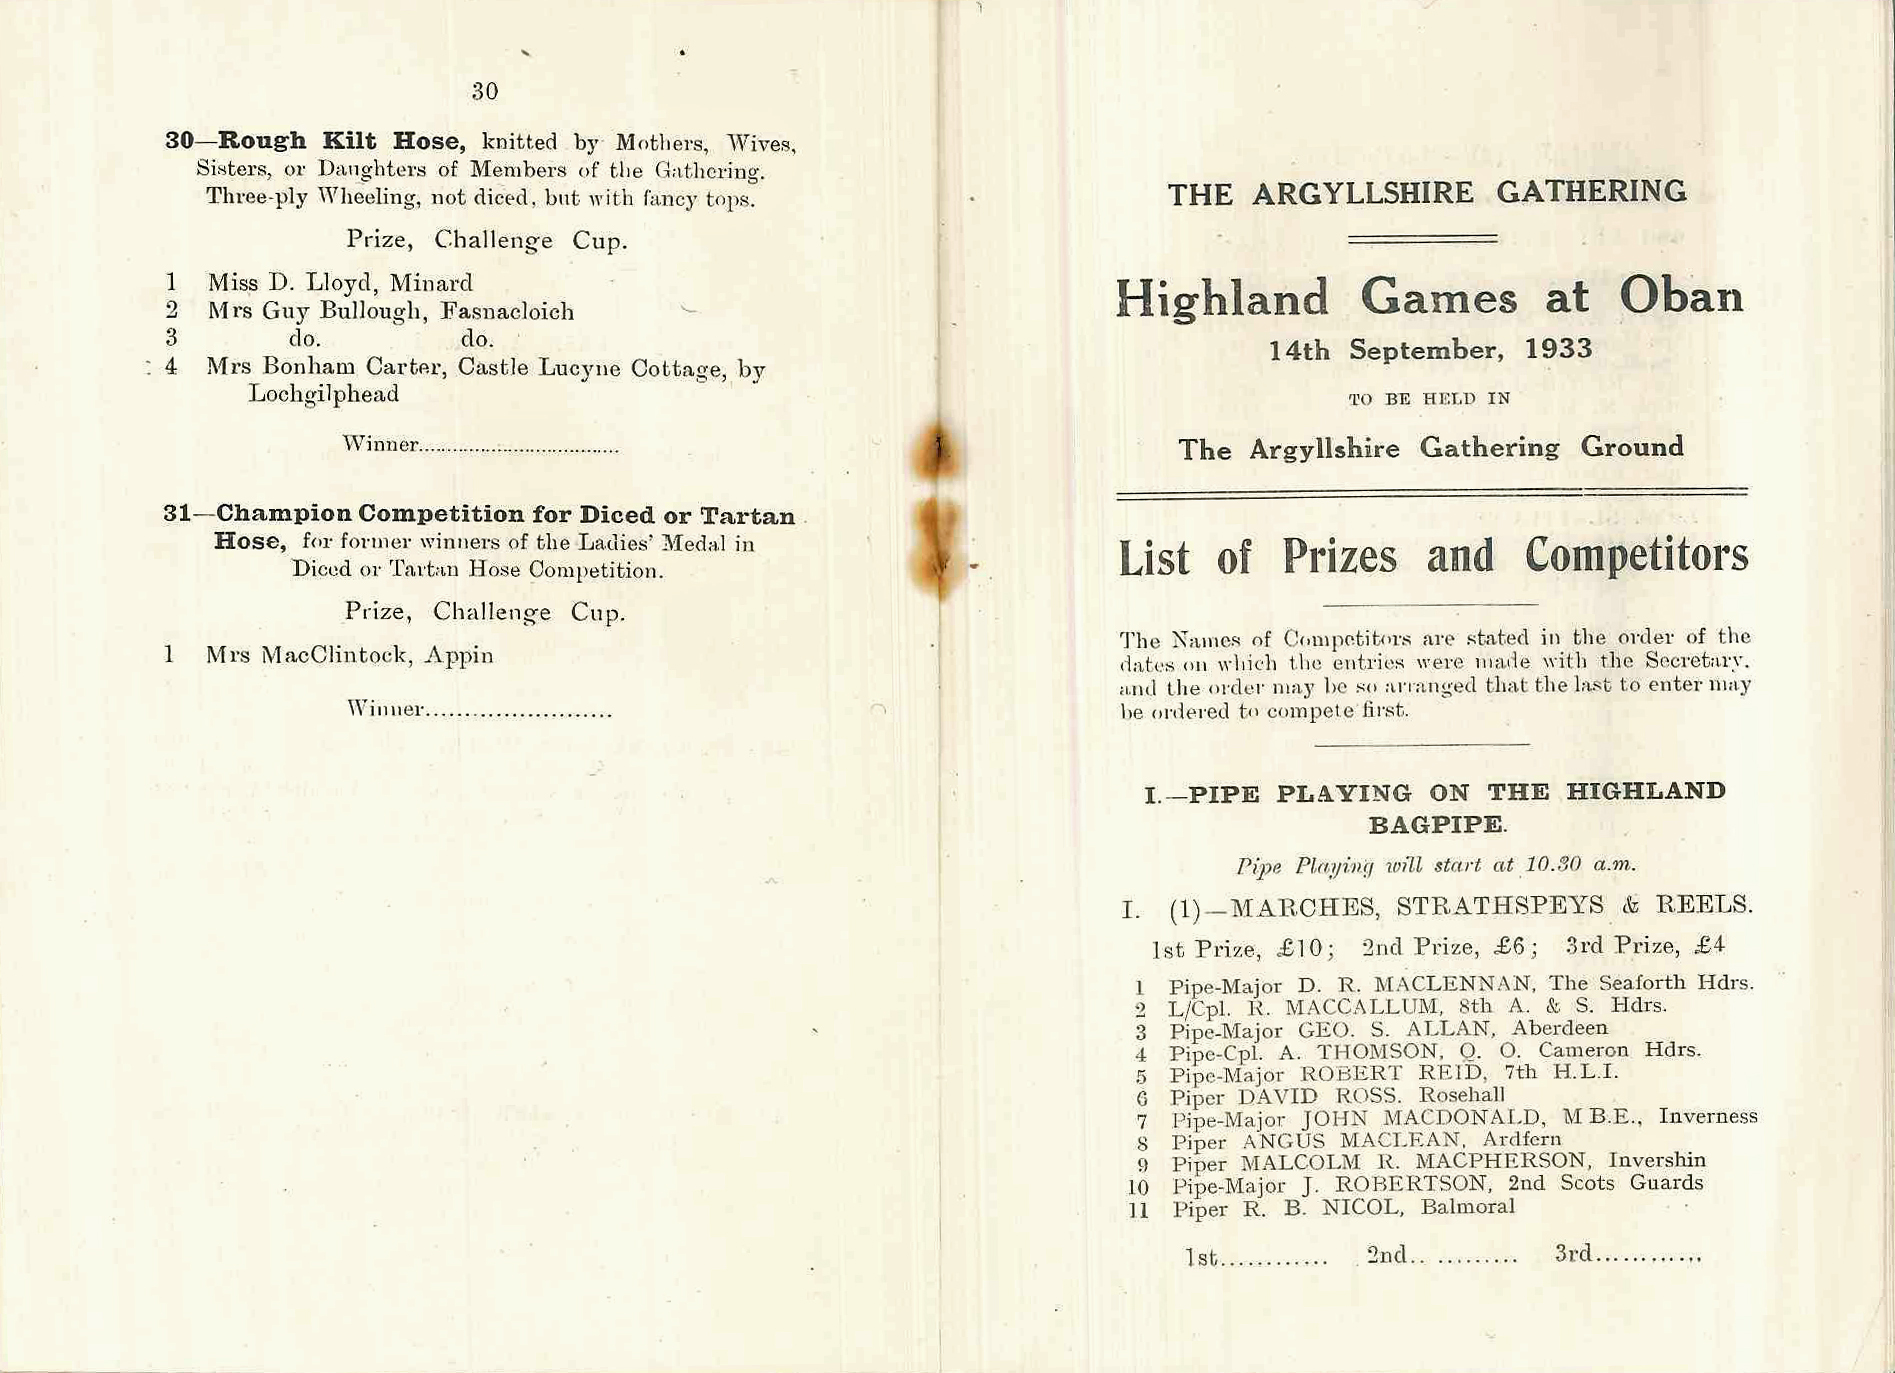 30
30—Rough Kilt Hose, knitted by Mothers, Wives,
Sisters, or Daughters of Members of the Gathering.
Three-ply Wheeling, not diced, but with fancy tops.
Prize, Challenge Cup.
1 Miss D. Lloyd, Minard
2 Mrs Guy Bullough, Fasnacloich
3 do. do.
4 Mrs Bonham Carter, Castle Lucyne Cottage, by
Lochgilphead
Winner....................................
31—Champion Competition for Diced or Tartan
Hose, for former winners of the Ladies' Medal in
Diced or Tartan Hose Competition.
Prize, Challenge Cup.
1 Mrs MacClintock, Appin
Winner........................
THE ARGYLLSHIRE GATHERING
Highland Games at Oban
14th September, 1933
TO BE HELD IN
The Argyllshire Gathering Ground
List of Prizes and Competitors
The Names of Competitors are stated in the order of the
dates on which the entries were made with the Secretary,
and the order may be so arranged that the last to enter may
be ordered to compete first.
I.—PIPE PLAYING ON THE HIGHLAND
BAGPIPE.
Pipe Playing will start at 10.30 a.m.
I. (1)—MARCHES, STRATHSPEYS & REELS.
1st Prize, £10; 2nd Prize, £6; 3rd Prize, £4
1 Pipe-Major D. R. MACLENNAN, The Seaforth Hdrs.
2 L/Cpl. R. MACCALLUM, 8th A. & S. Hdrs.
3 Pipe-Major GEO. S. ALLAN, Aberdeen
4 Pipe-Cpl. A. THOMSON, Q. O. Cameron Hdrs.
5 Pipe-Major ROBERT REID, 7th H.L.I.
6 Piper DAVID ROSS. Rosehall
7 Pipe-Major JOHN MACDONALD, M B.E., Inverness
8 Piper ANGUS MACLEAN, Ardfern
9 Piper MALCOLM R. MACPHERSON, Invershin
10 Pipe-Major J. ROBERTSON, 2nd Scots Guards
11 Piper R. B. NICOL, Balmoral
1st............ 2nd.. ......... 3rd............